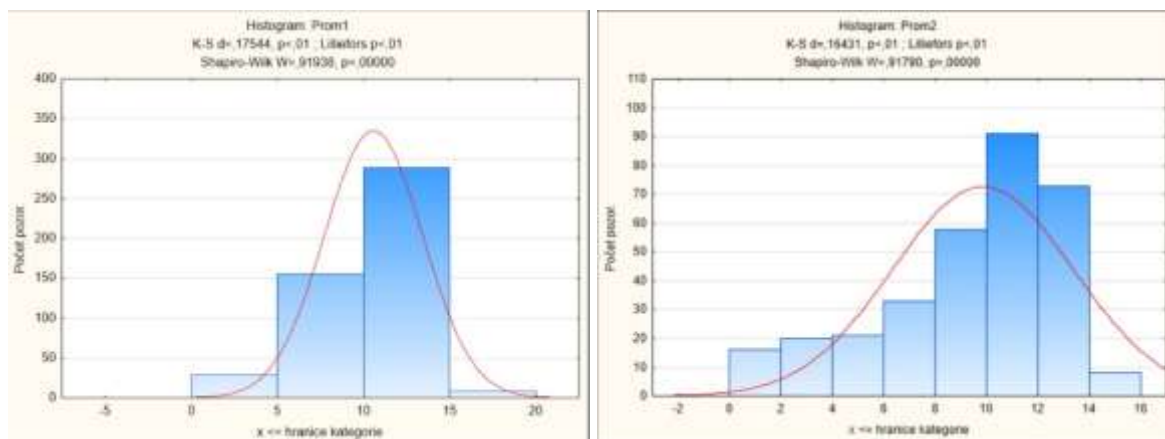 Histogram: Prom1
K-S d=,17544, p<,01 ; Lilliefors p<,01
Shapiro-Wilk W=,91938, p=,00000
400
350
300
250
200
150
100
50
0
Počet pozor.
-5 0 5 10 15 20
x <= hranice kategorie
Histogram: Prom2
K-S d=,16431, p<,01 ; Lilliefors p<,01
Shapiro-Wilk W=,91790, p=,00000
110
100
90
80
70
60
50
40
30
20
10
0
Počet pozor.
-2 0 2 4 6 8 10 12 14 16
x <= hranice kategorie